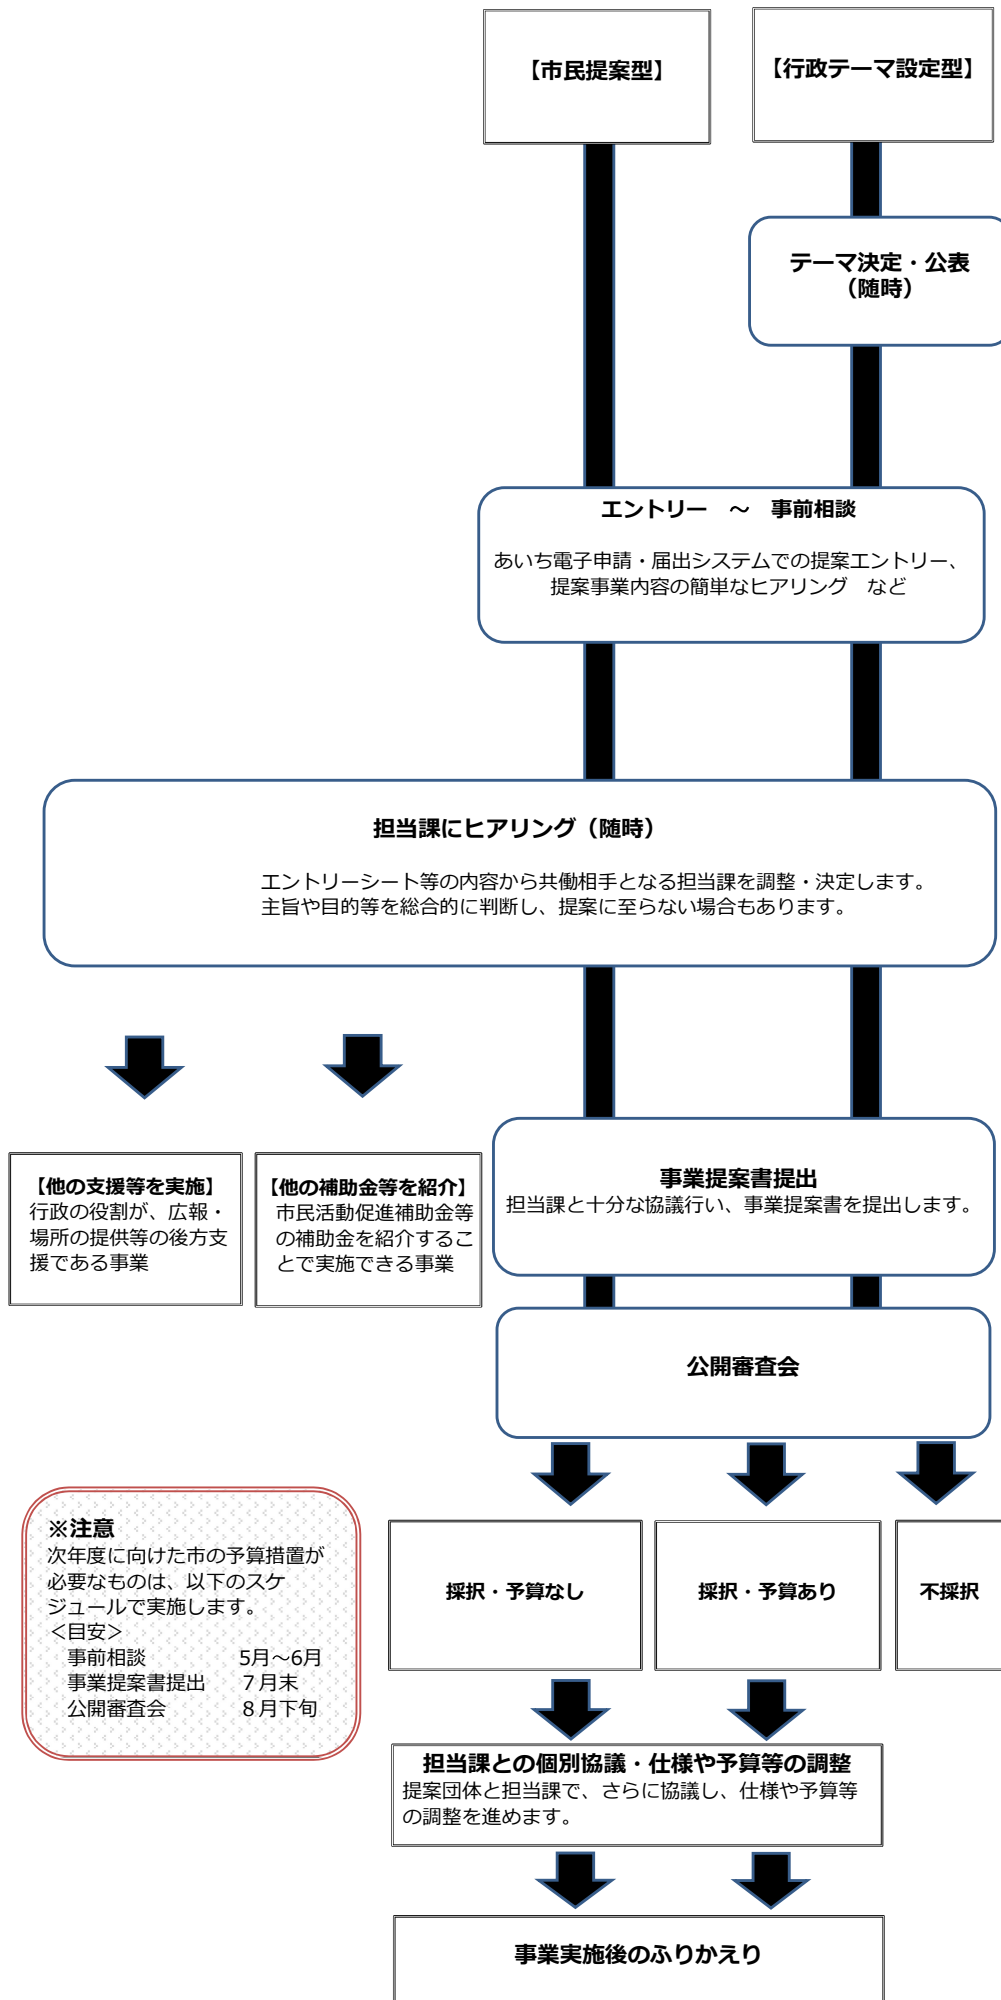 【市民提案型】
【行政テーマ設定型】
テーマ決定・公表
（随時）
エントリー　～　事前相談
あいち電子申請・届出システムでの提案エントリー、
提案事業内容の簡単なヒアリング　など
担当課にヒアリング（随時）
エントリーシート等の内容から共働相手となる担当課を調整・決定します。
主旨や目的等を総合的に判断し、提案に至らない場合もあります。
【他の支援等を実施】
行政の役割が、広報・
場所の提供等の後方支
援である事業
【他の補助金等を紹介】
市民活動促進補助金等
の補助金を紹介するこ
とで実施できる事業
事業提案書提出
担当課と十分な協議行い、事業提案書を提出します。
公開審査会
※注意
次年度に向けた市の予算措置が
必要なものは、以下のスケ
ジュールで実施します。
＜目安＞
事前相談　　　　　5月～6月
事業提案書提出　　７月末
公開審査会　　　　８月下旬
採択・予算なし
採択・予算あり
不採択
担当課との個別協議・仕様や予算等の調整
提案団体と担当課で、さらに協議し、仕様や予算等
の調整を進めます。
事業実施後のふりかえり